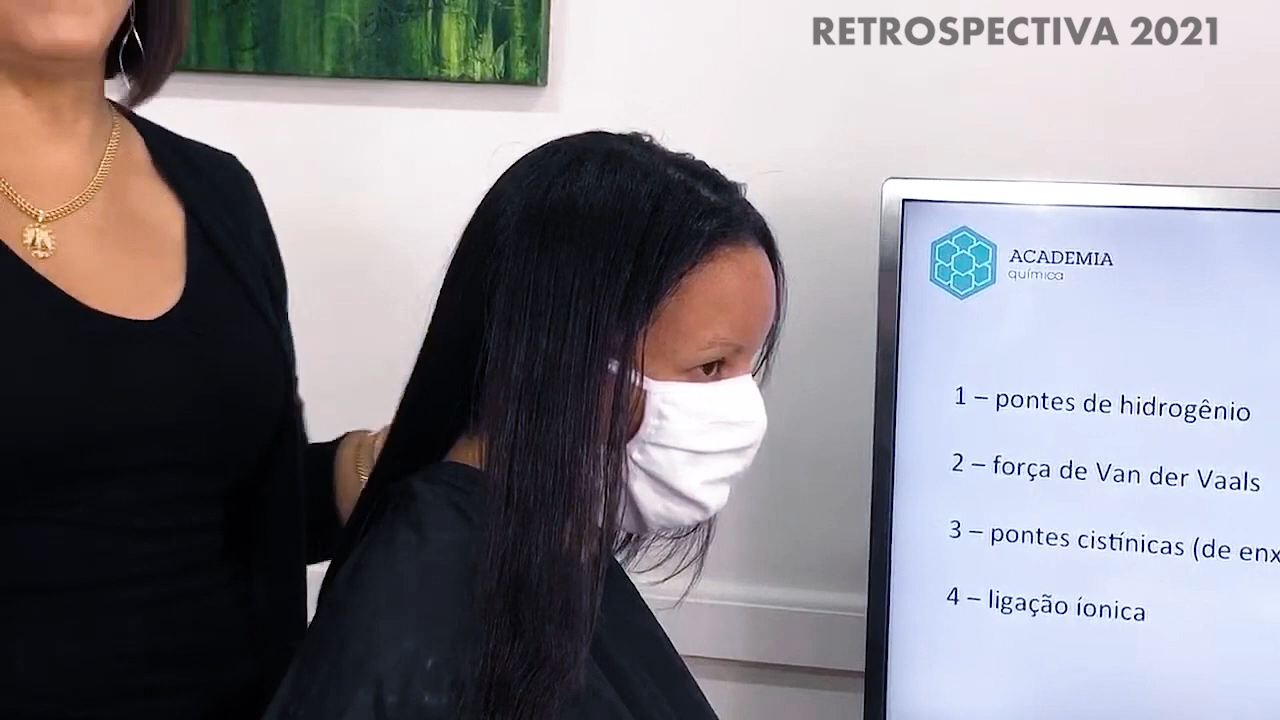 RETROSPECTIVA 2021
ACADEMIA
química
1 – pontes de hidrogênio
2 – força de Van der Vaals
3 – pontes cistínicas (de enx
4 – ligação íonica